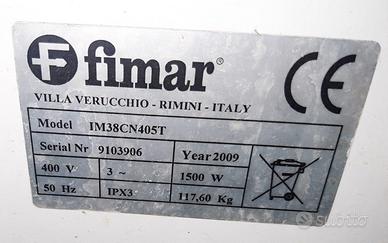 fimar®
CE
VILLA VERUCCHIO - RIMINI - ITALY
Model IM38CN405T
Serial Nr 9103906 Year 2009
400 V 3 ~ 1500 W
50 Hz IPX3 117,60 Kg
subito